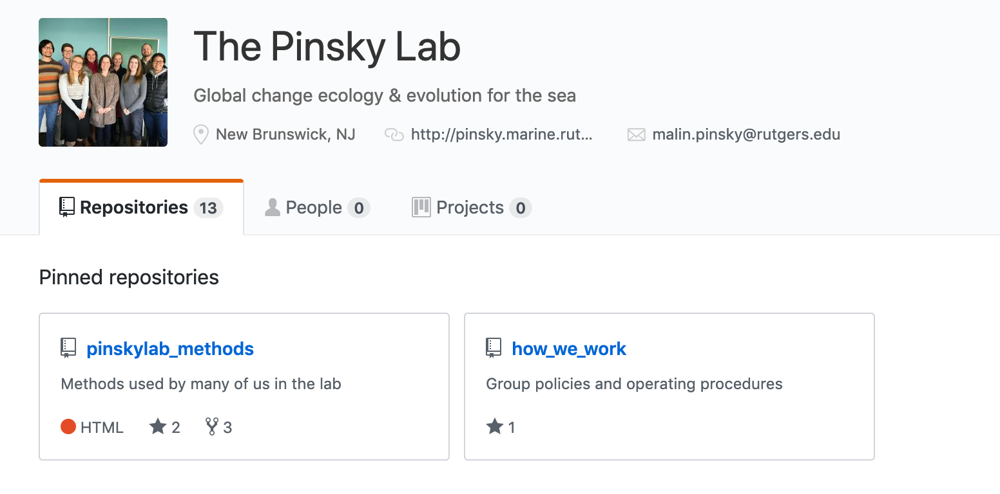 The Pinsky Lab
Global change ecology & evolution for the sea
New Brunswick, NJ http://pinsky.marine.rut... malin.pinsky@rutgers.edu
Repositories 13 People 0 Projects 0
Pinned repositories
pinskylab_methods
Methods used by many of us in the lab
HTML 2 3
how_we_work
Group policies and operating procedures
1